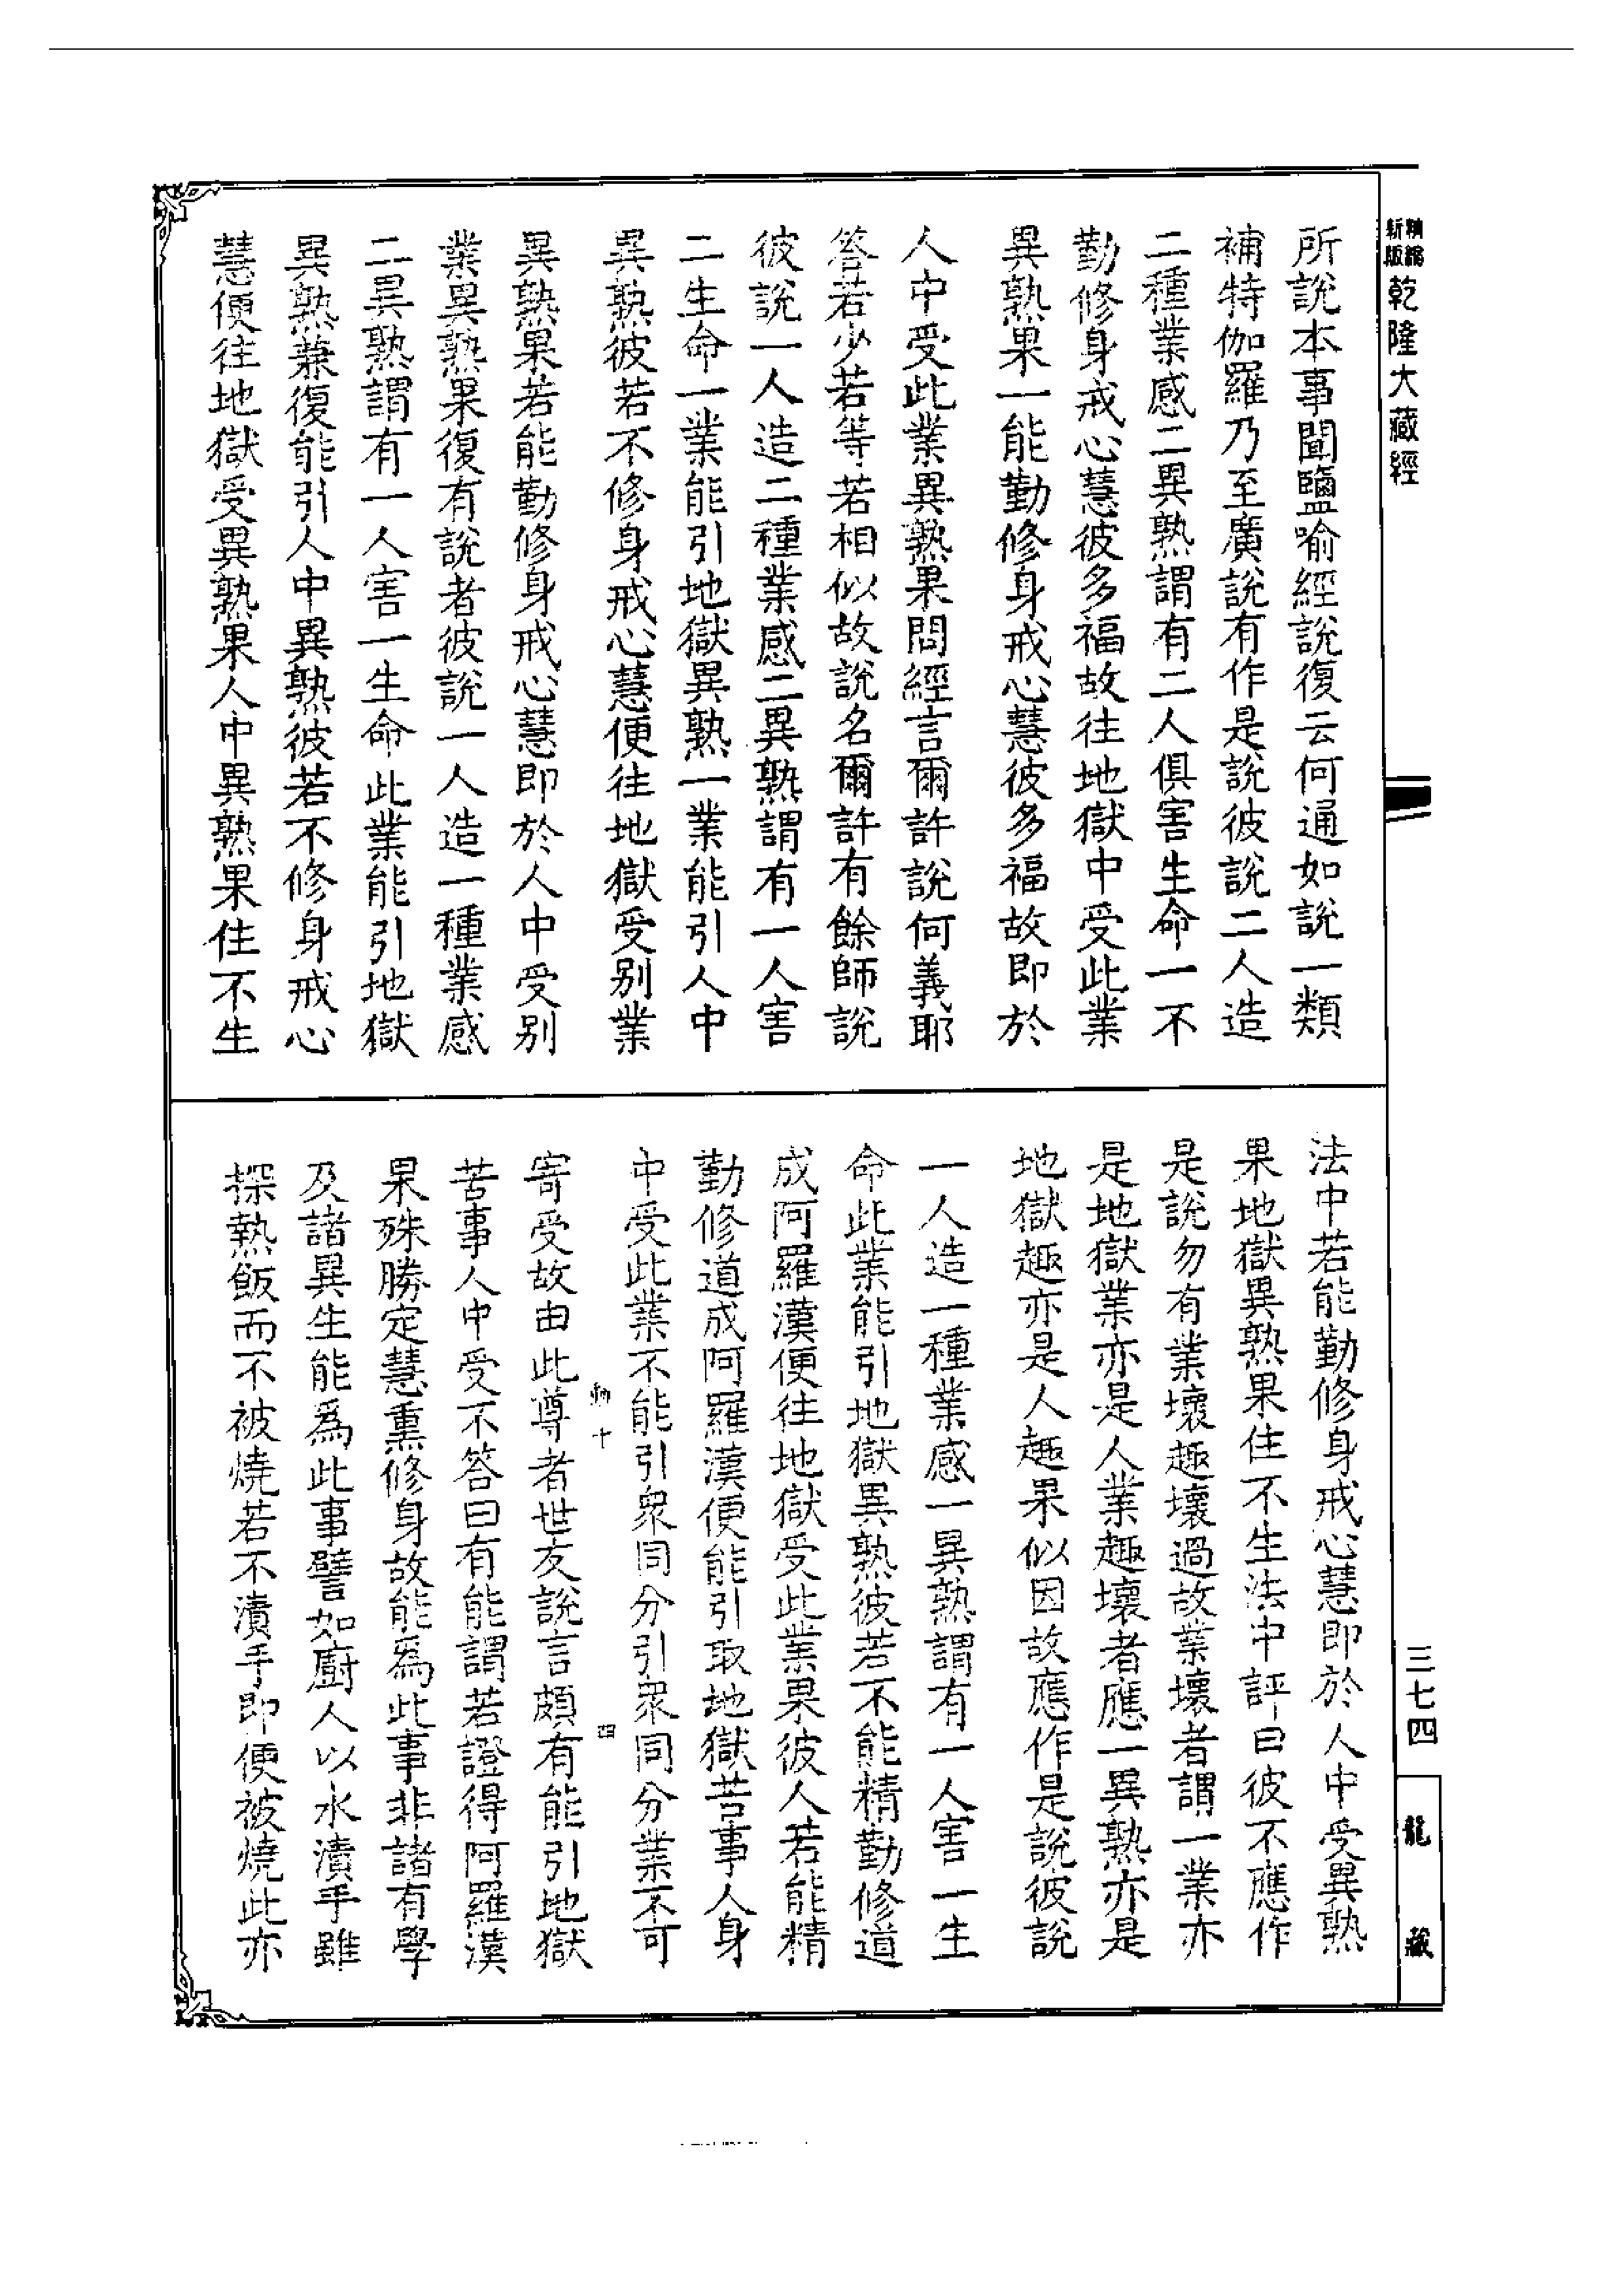 精編
新版
乾隆大藏經
所說本事聞鹽喻經說復云何通如說一類
補特伽羅乃至廣說有作是說彼說二人造
二種業感二異熟謂有二人俱害生命一不
勤修身戒心慧彼多福故往地獄中受此業
異熟果一能勤修身戒心慧彼多福故即於
人中受此業異熟果問經言爾許說何義耶
答若少若等若相似故說名爾許有餘師說
彼說一人造二種業感二異熟謂有一人害
二生命一業能引地獄異熟一業能引人中
異熟彼若不修身戒心慧便往地獄受別業
異熟果若能勤修身戒心慧即於人中受別
業異熟果復有說者彼說一人造一種業感
二異熟謂有一人害一生命此業能引地獄
異熟兼復能引人中異熟彼若不修身戒心
慧便往地獄受異熟果人中異熟果住不生
法中若能勤修身戒心慧即於人中受異熟
果地獄異熟果住不生法中評曰彼不應作
是說勿有業壞趣壞過故業壞者謂一業亦
是地獄業亦是人業趣壞者應一異熟亦是
地獄趣亦是人趣果似因故應作是說彼說
一人造一種業感一異熟謂有一人害一生
命此業能引地獄異熟彼若不能精勤修道
成阿羅漢便往地獄受此業果彼人若能精
勤修道成阿羅漢便能引取地獄苦事人身
中受此業不能引眾同分引眾同分業不可
寄受故由此尊者世友說言頗有能引地獄
苦事人中受不答曰有能謂若證得阿羅漢
果殊勝定慧熏修身故能為此事非諸有學
及諸異生能為此事譬如廚人以水漬手雖
探熱飯而不被燒若不漬手即便被燒此亦
十
四
三七四
龍藏